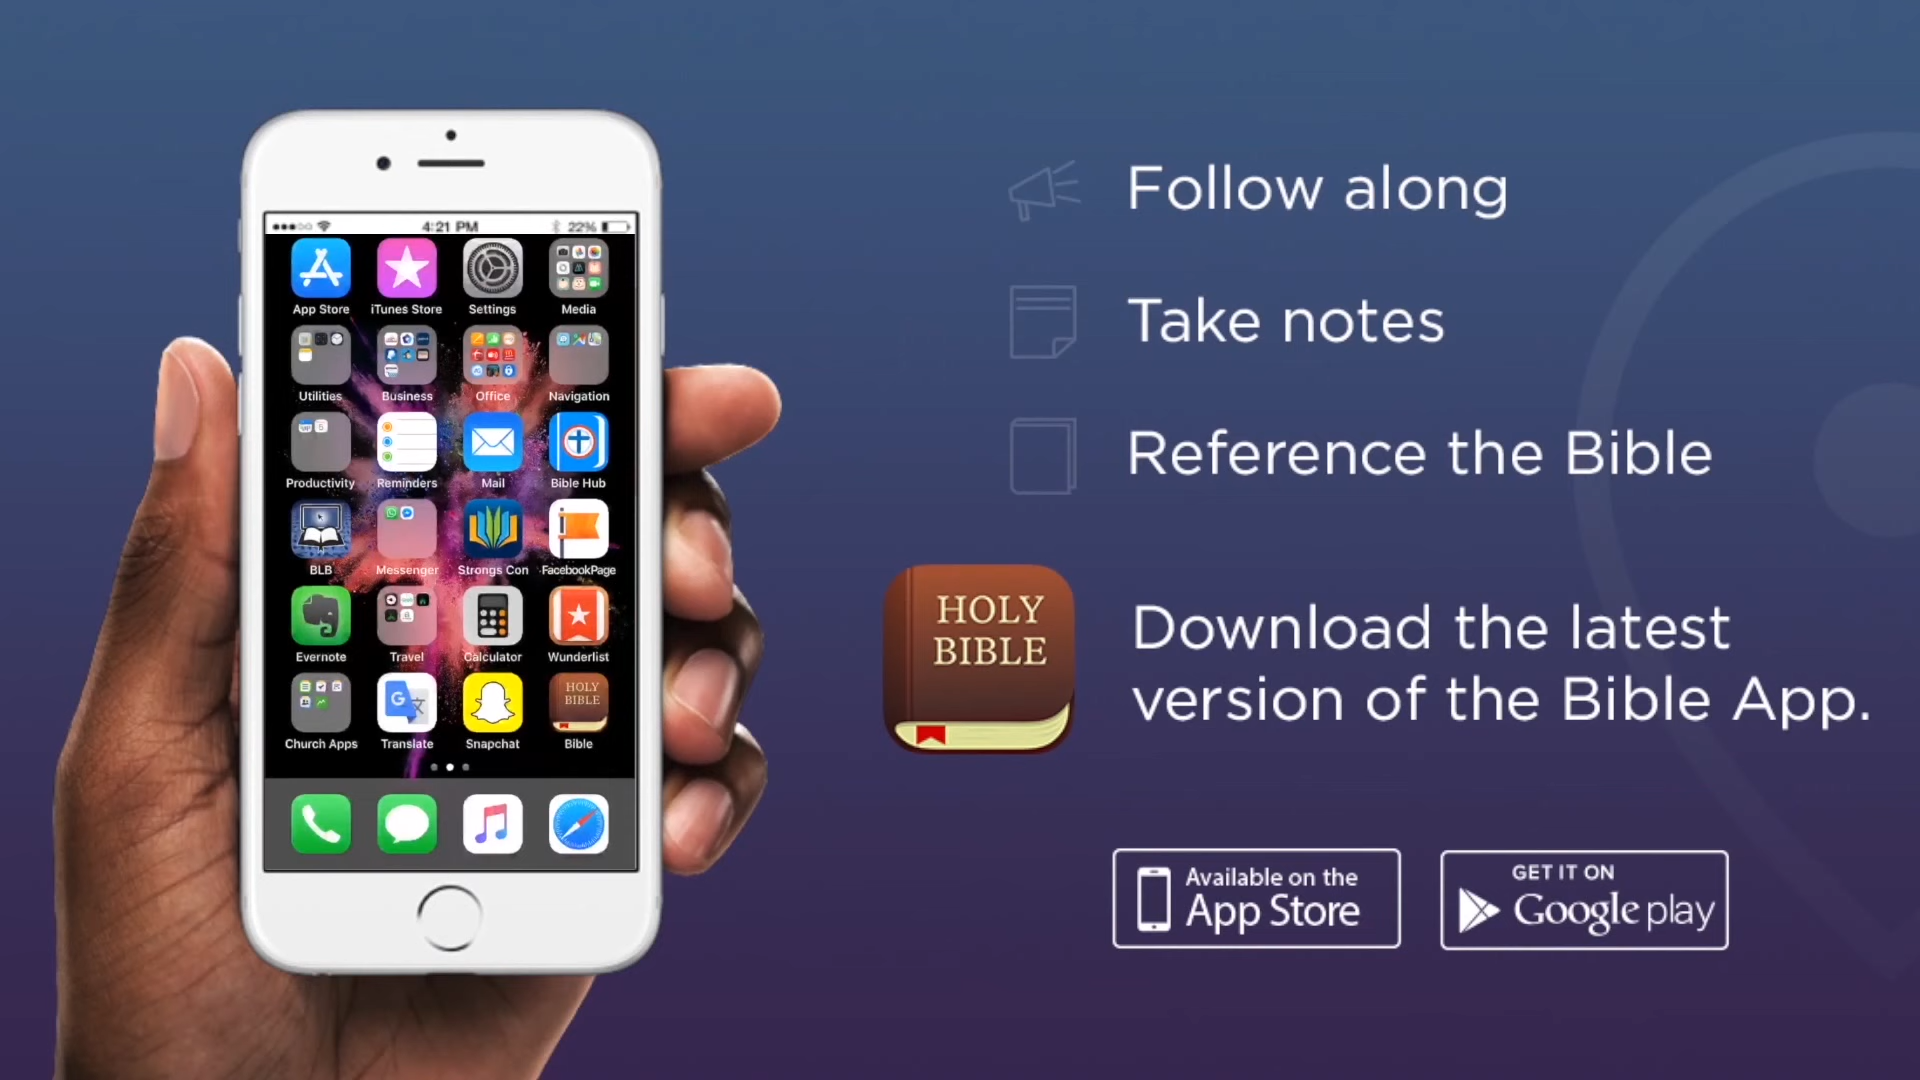 4:21 PM
22%
App Store
iTunes Store
Settings
Media
Utilities
Business
Office
Navigation
Productivity
Reminders
Mail
Bible Hub
BLB
Messenger
Strongs Con
FacebookPage
Evernote
Travel
Calculator
Wunderlist
HOLY
BIBLE
Church Apps
Translate
Snapchat
Bible
Follow along
Take notes
Reference the Bible
HOLY
BIBLE
Download the latest
version of the Bible App.
Available on the
App Store
GET IT ON
Google play